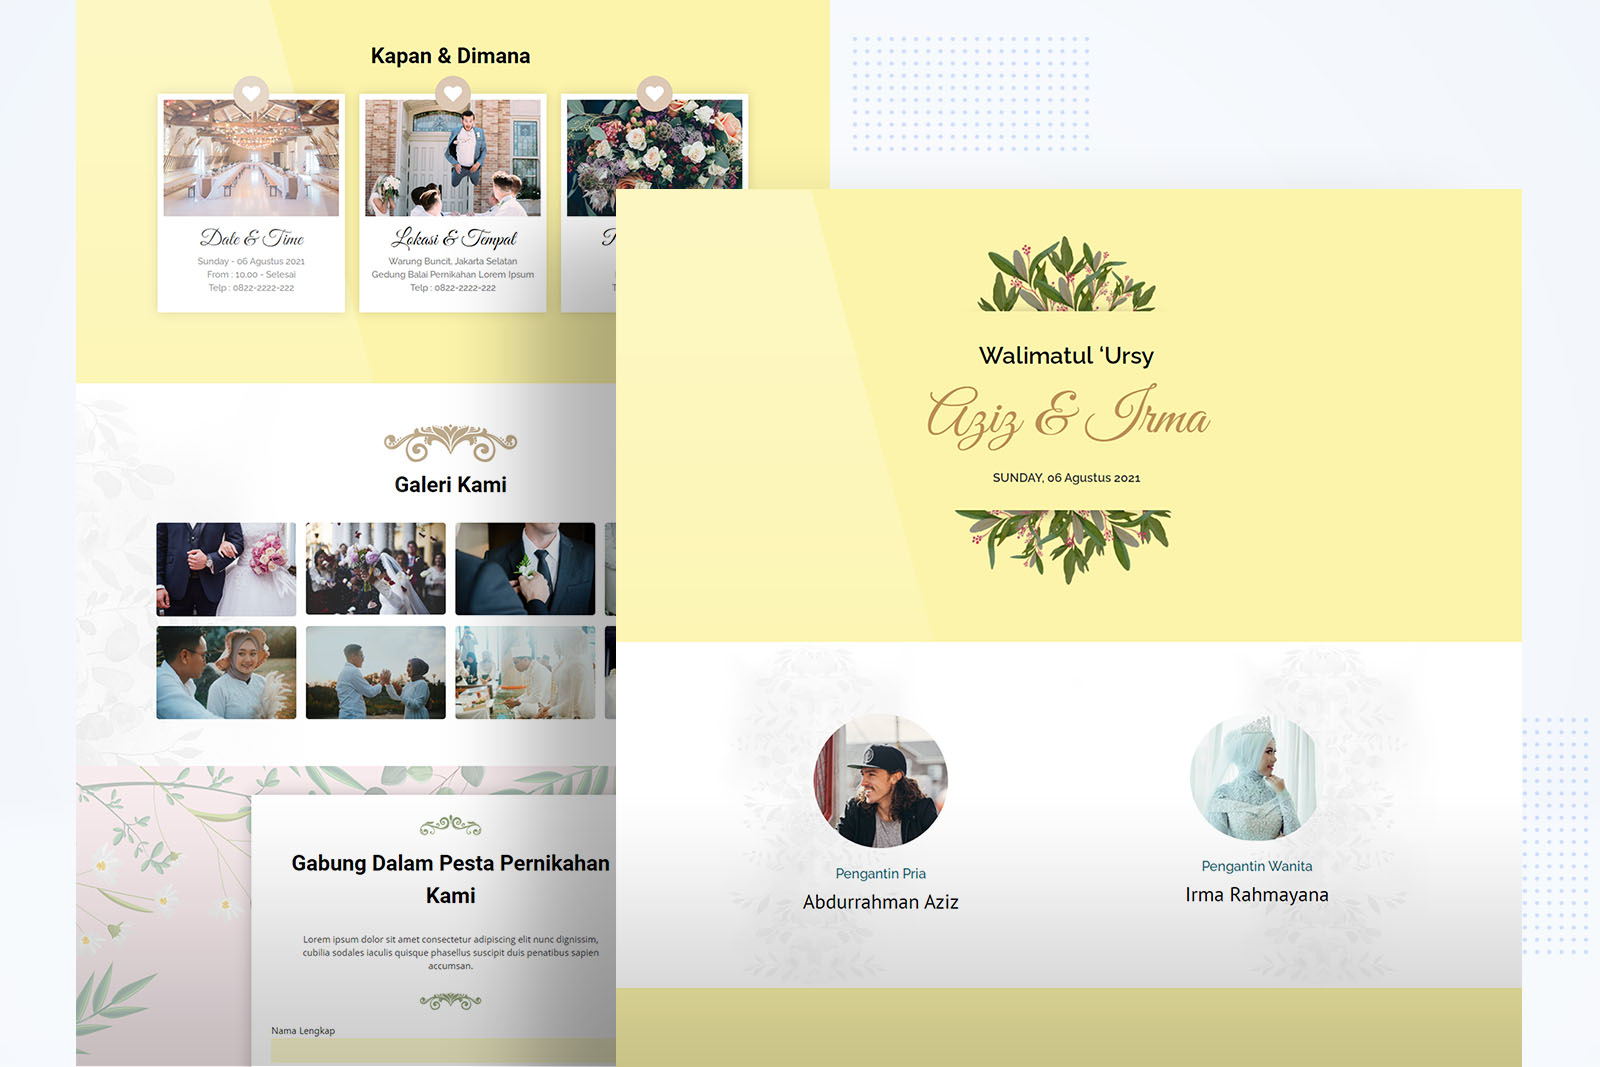 Kapan & Dimana
Date & Time
Sunday - 06 Agustus 2021
From : 10.00 - Selesai
Telp : 0822-2222-222
Lokasi & Tempat
Warung Buncit, Jakarta Selatan
Gedung Balai Pernikahan Lorem Ipsum
Telp : 0822-2222-222
Galeri Kami
Gabung Dalam Pesta Pernikahan
Kami
Lorem ipsum dolor sit amet consectetur adipiscing elit nunc dignissim,
cubilia sodales iaculis quisque phasellus suscipit duis penatibus sapien
accumsan.
Nama Lengkap
Walimatul ‘Ursy
Aziz & Irma
SUNDAY, 06 Agustus 2021
Pengantin Pria
Abdurrahman Aziz
Pengantin Wanita
Irma Rahmayana